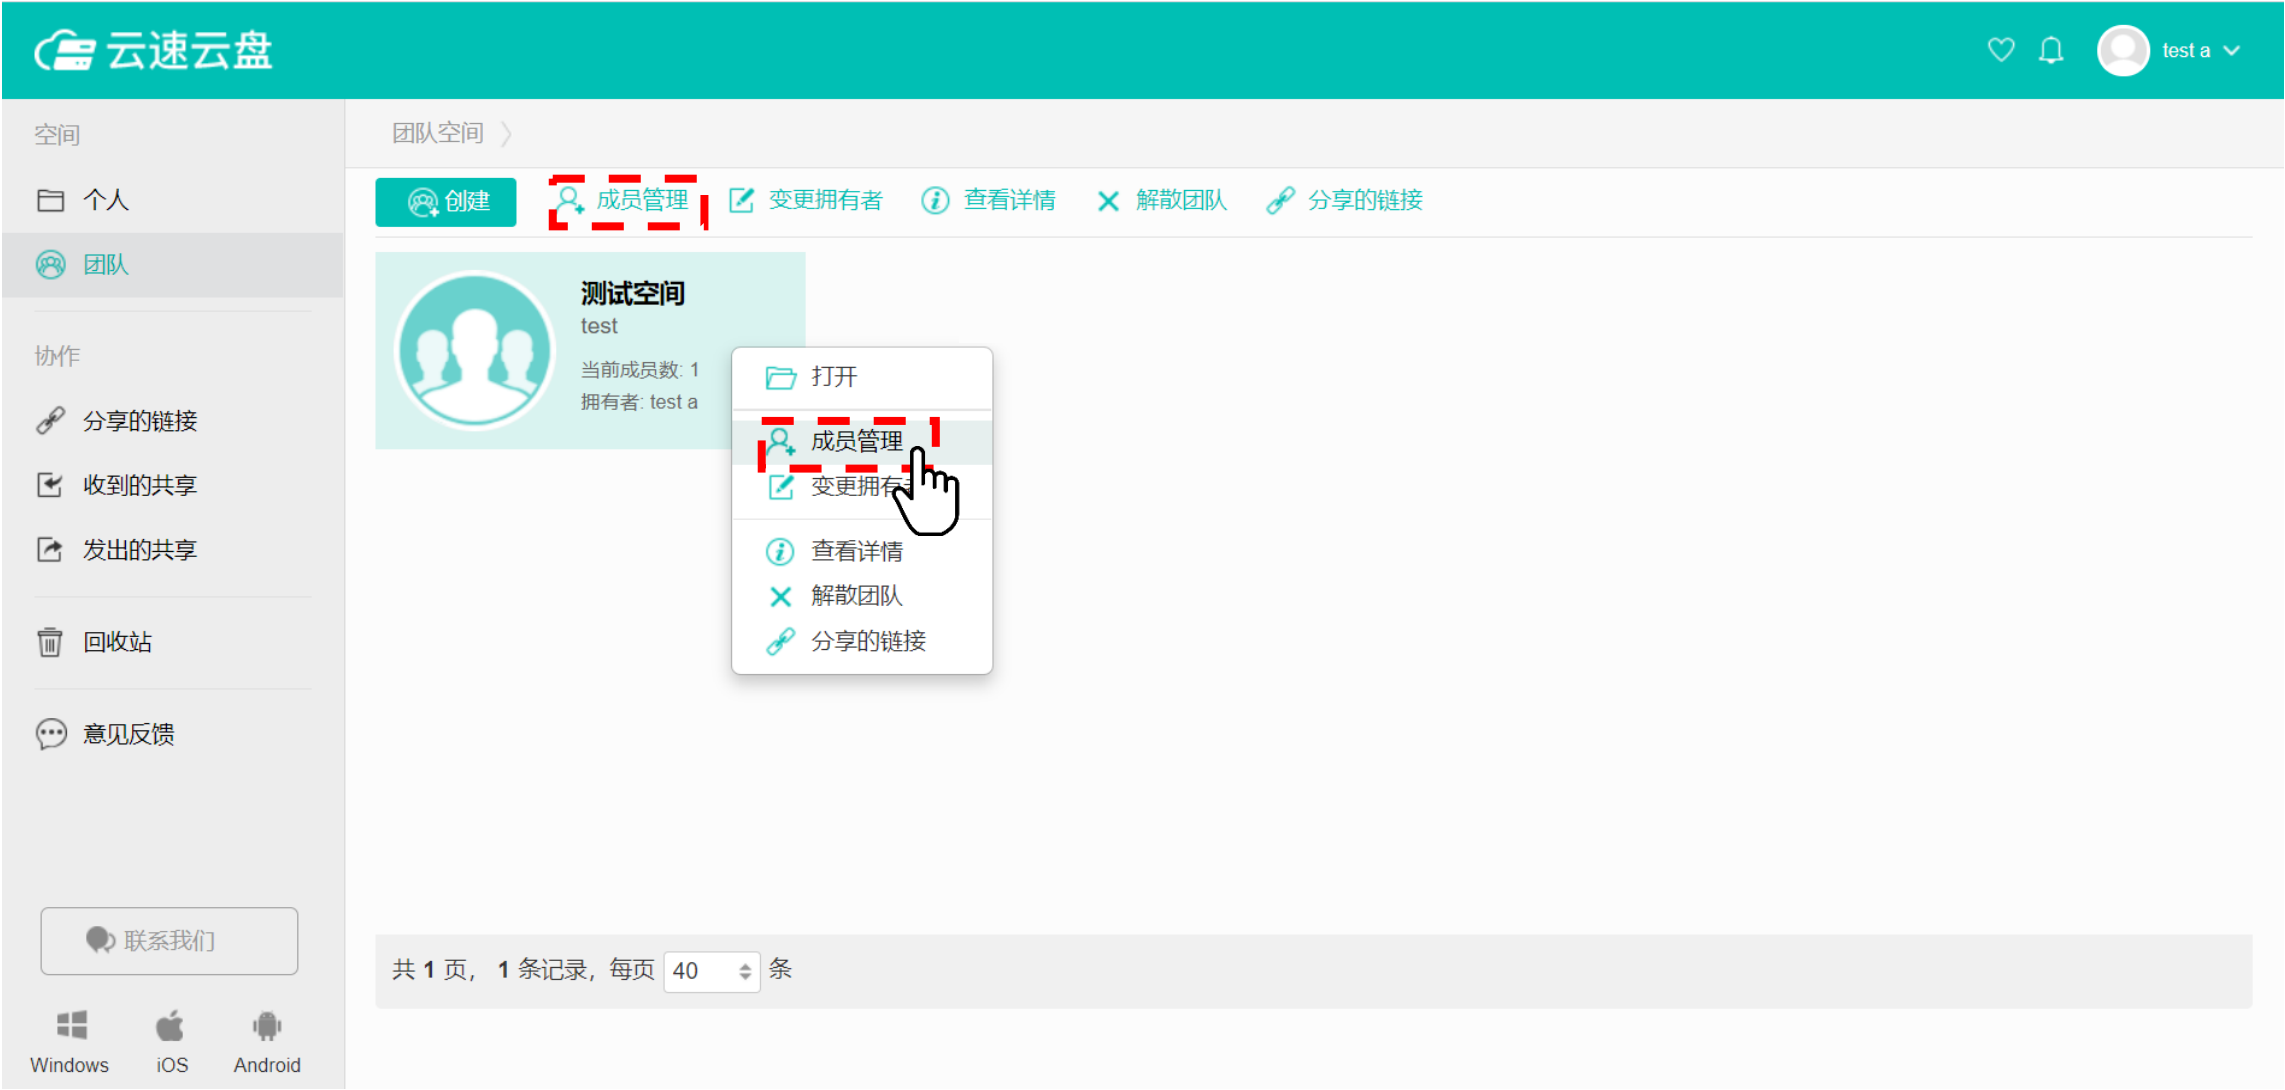 云速云盘
test a
空间
个人
团队
协作
分享的链接
收到的共享
发出的共享
回收站
意见反馈
联系我们
Windows
iOS
Android
团队空间
创建 成员管理 变更拥有者 查看详情 解散团队 分享的链接
测试空间
test
当前成员数: 1
拥有者: test a
打开
成员管理
变更拥有
查看详情
解散团队
分享的链接
共 1 页， 1 条记录，每页 40 条